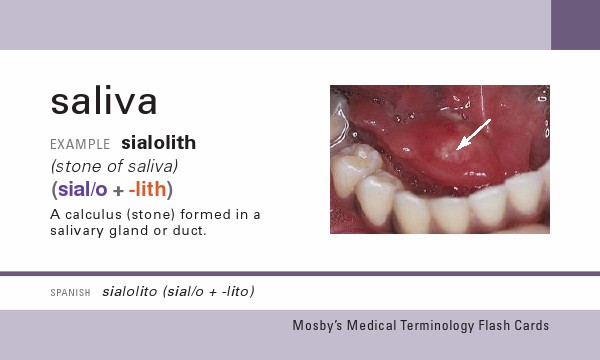 saliva
EXAMPLE sialolith
(stone of saliva)
(sial/o + -lith)
A calculus (stone) formed in a
salivary gland or duct.
SPANISH sialolito (sial/o + -lito)
Mosby's Medical Terminology Flash Cards